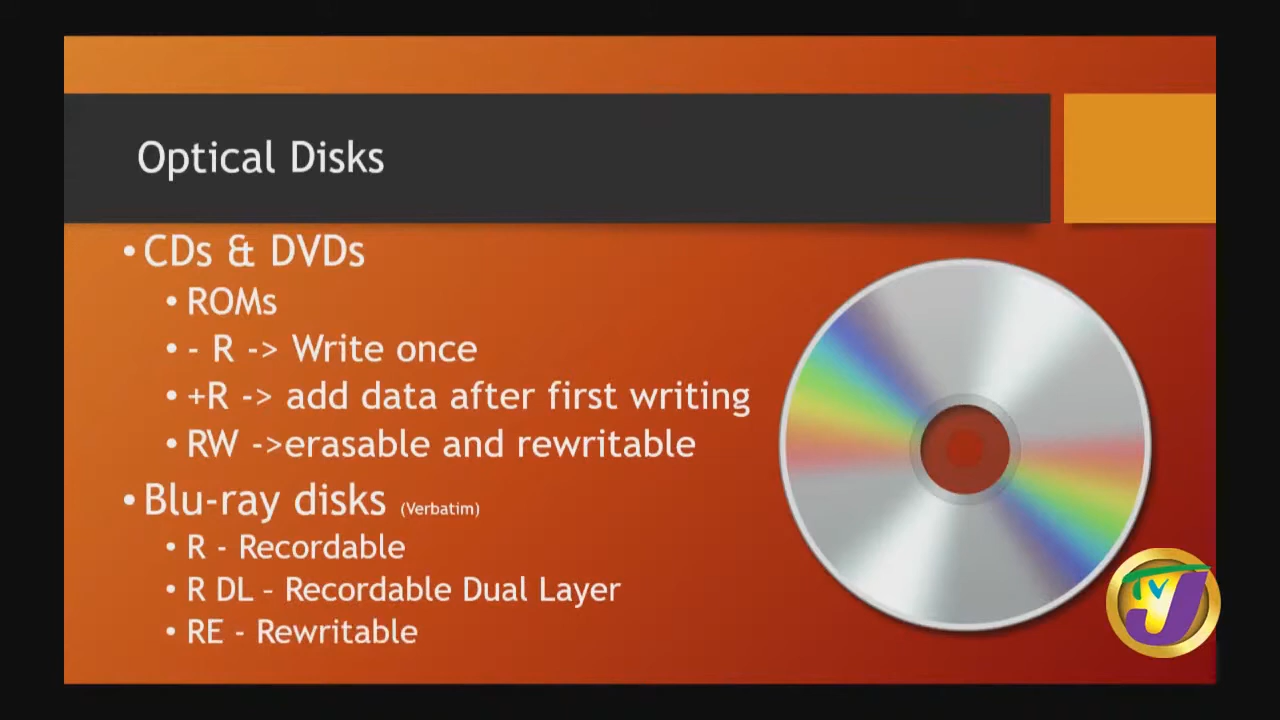 Optical Disks
• CDs & DVDs
• ROMs
• - R -> Write once
• +R -> add data after first writing
• RW ->erasable and rewritable
• Blu-ray disks (Verbatim)
• R - Recordable
• R DL – Recordable Dual Layer
• RE - Rewritable
TVJ